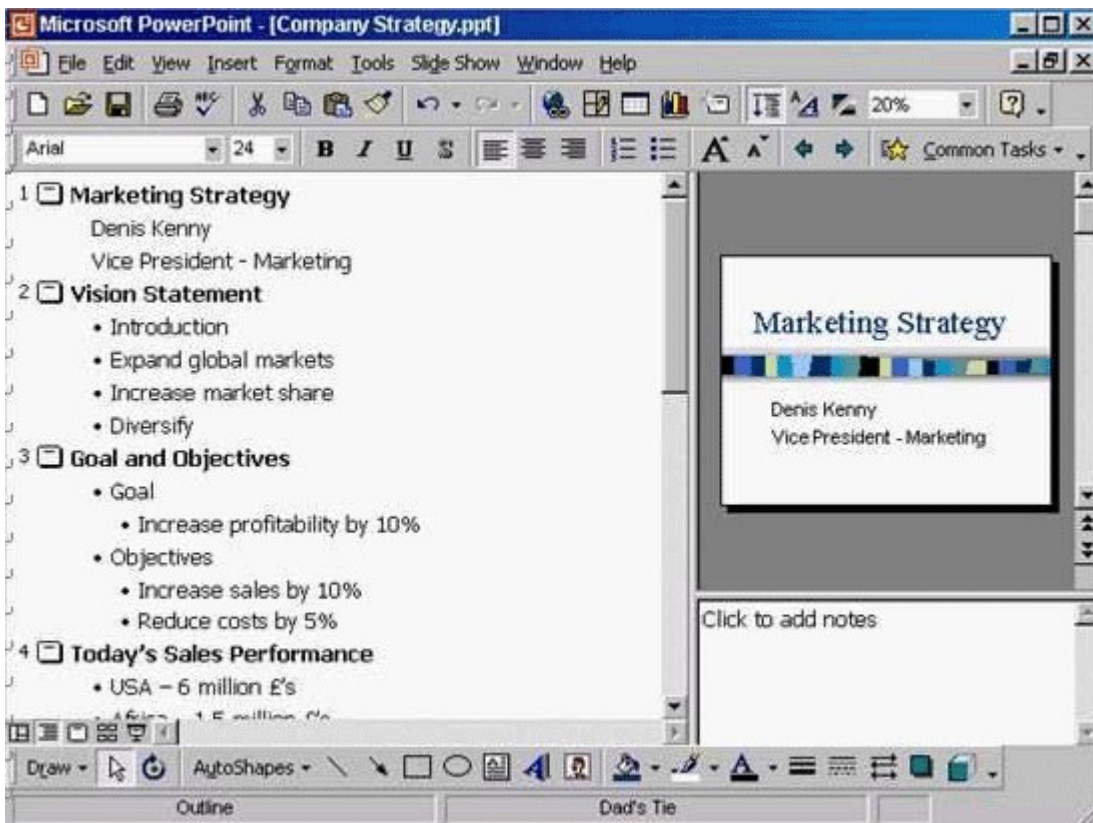 Microsoft PowerPoint - [Company Strategy.ppt]
File Edit View Insert Format Tools Slide Show Window Help
ABC
20%
Arial 24 B I U S Common Tasks
1 Marketing Strategy
Denis Kenny
Vice President - Marketing
2 Vision Statement
• Introduction
• Expand global markets
• Increase market share
• Diversify
3 Goal and Objectives
• Goal
• Increase profitability by 10%
• Objectives
• Increase sales by 10%
• Reduce costs by 5%
4 Today's Sales Performance
• USA – 6 million £'s
Marketing Strategy
Denis Kenny
Vice President - Marketing
Click to add notes
Draw AutoShapes
Outline Dad's Tie